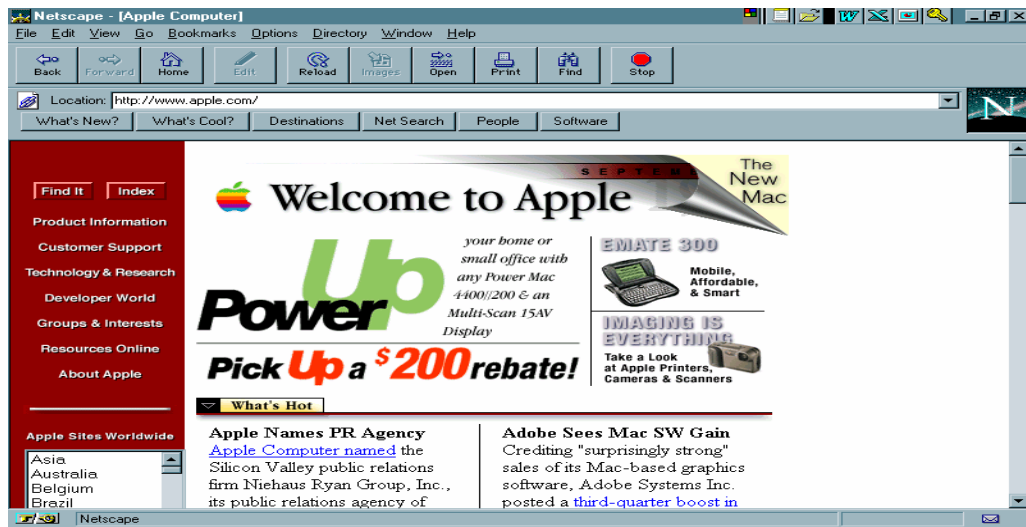 Netscape - [Apple Computer]
File Edit View Go Bookmarks Options Directory Window Help
Back Forward Home Edit Reload Images Open Print Find Stop
Location: http://www.apple.com/
N
What's New? What's Cool? Destinations Net Search People Software
Find It Index
Product Information
Customer Support
Technology & Research
Developer World
Groups & Interests
Resources Online
About Apple
Apple Sites Worldwide
Asia
Australia
Belgium
Brazil
Welcome to Apple
The
New
Mac
PowerUp
your home or
small office with
any Power Mac
4400/200 & an
Multi-Scan 15AV
Display
Pick Up a $200 rebate!
EMATE 300
Mobile,
Affordable,
& Smart
IMAGING IS
EVERYTHING
Take a Look
at Apple Printers,
Cameras & Scanners
What's Hot
Apple Names PR Agency
Apple Computer named the
Silicon Valley public relations
firm Niehaus Ryan Group, Inc.,
its public relations agency of
Adobe Sees Mac SW Gain
Crediting "surprisingly strong"
sales of its Mac-based graphics
software, Adobe Systems Inc.
posted a third-quarter boost in
Netscape